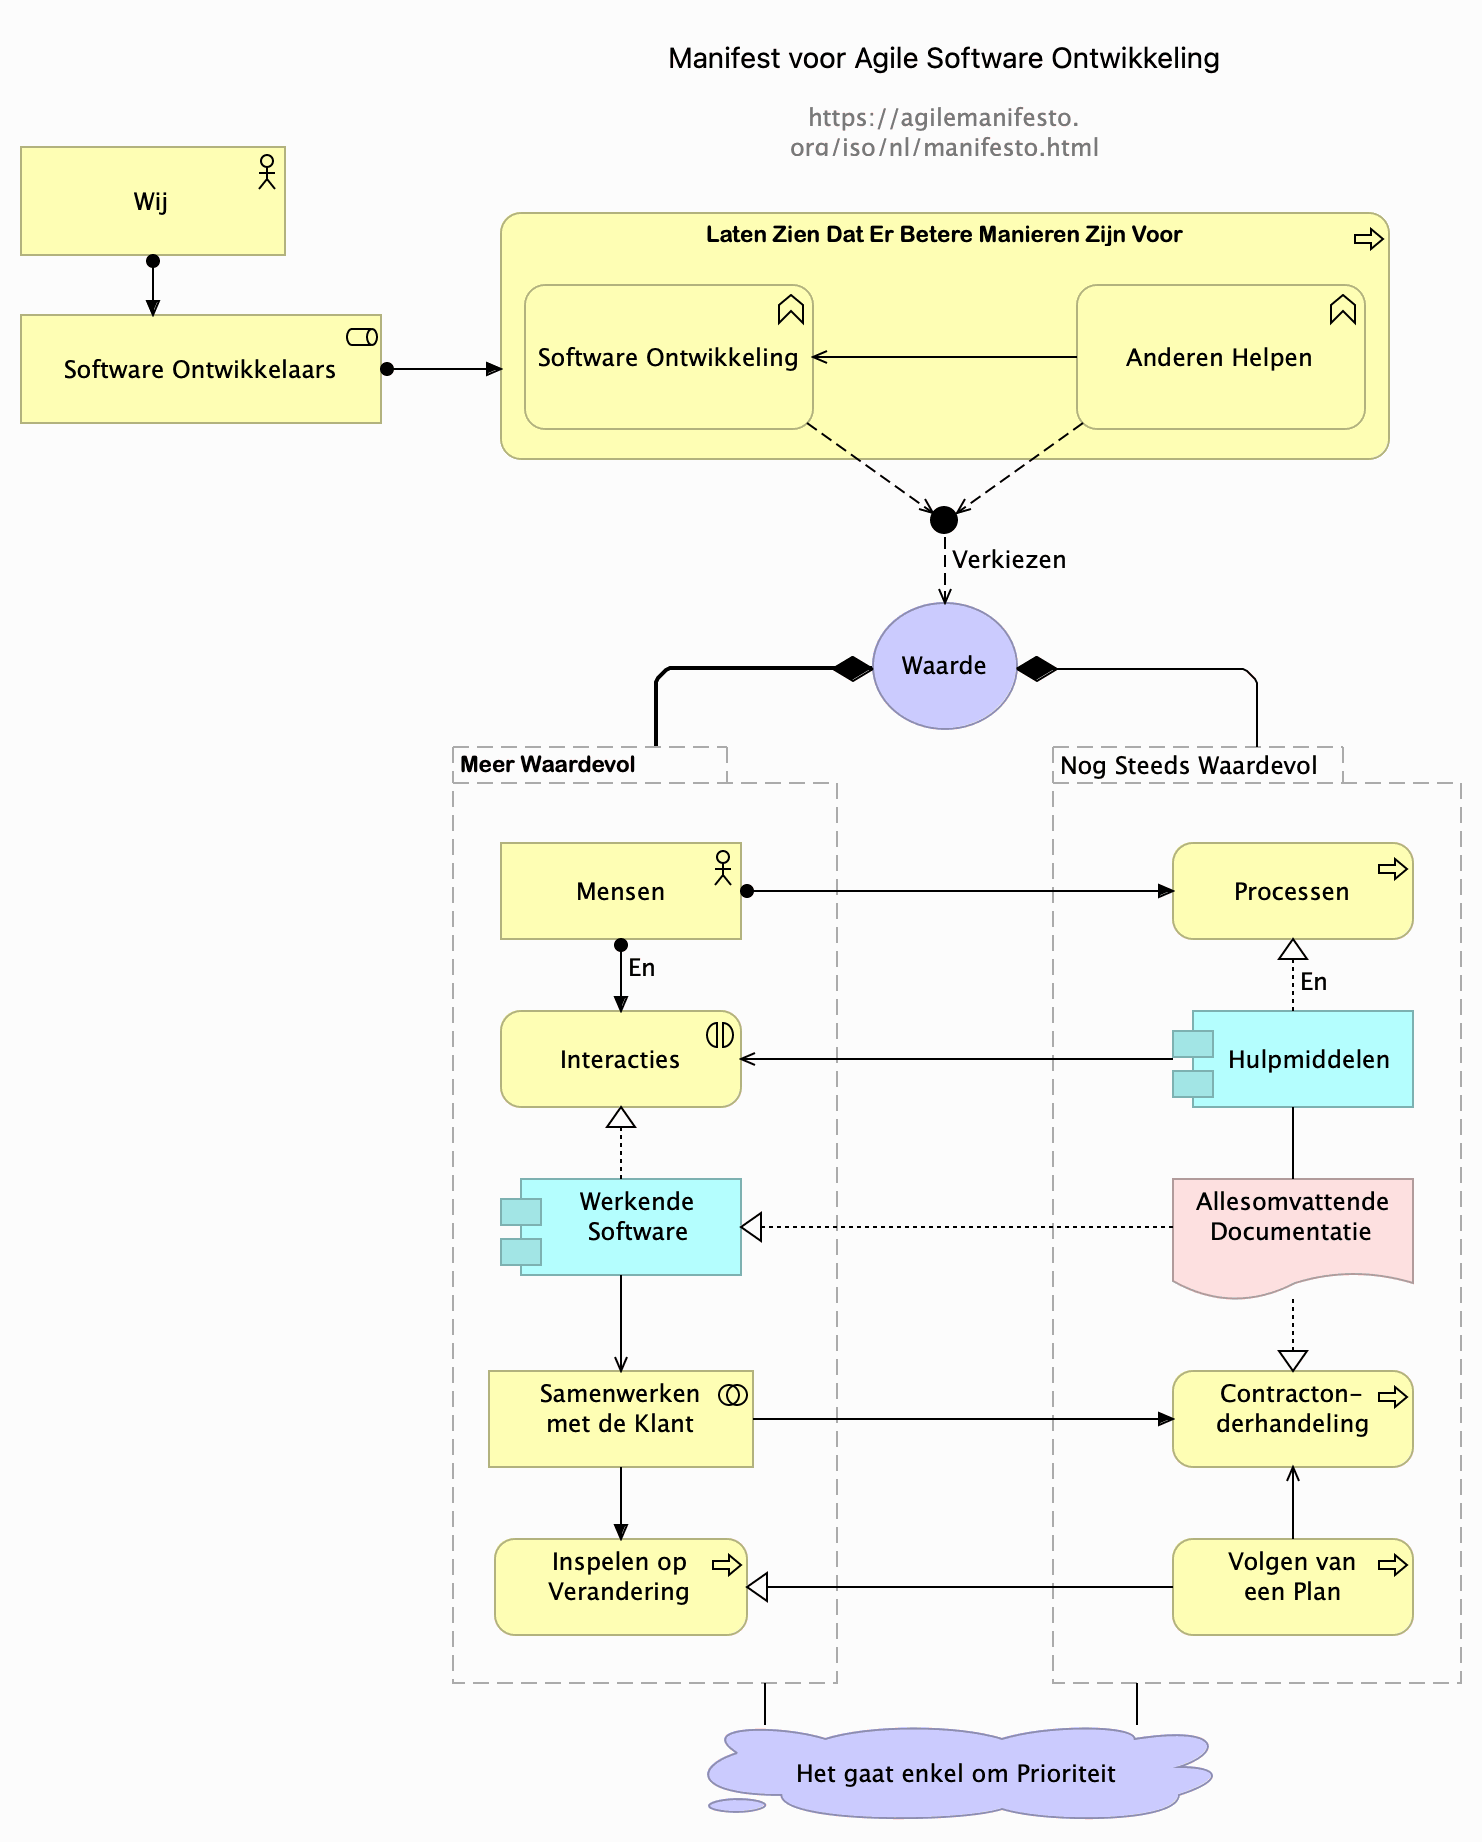 Manifest voor Agile Software Ontwikkeling
https://agilemanifesto.
org/iso/nl/manifesto.html
Wij
Software Ontwikkelaars
Laten Zien Dat Er Betere Manieren Zijn Voor
Software Ontwikkeling
Anderen Helpen
Verkiezen
Waarde
Meer Waardevol
Nog Steeds Waardevol
Mensen
Processen
En
En
Interacties
Hulpmiddelen
Werkende
Software
Allesomvattende
Documentatie
Samenwerken
met de Klant
Contracton-
derhandeling
Inspelen op
Verandering
Volgen van
een Plan
Het gaat enkel om Prioriteit